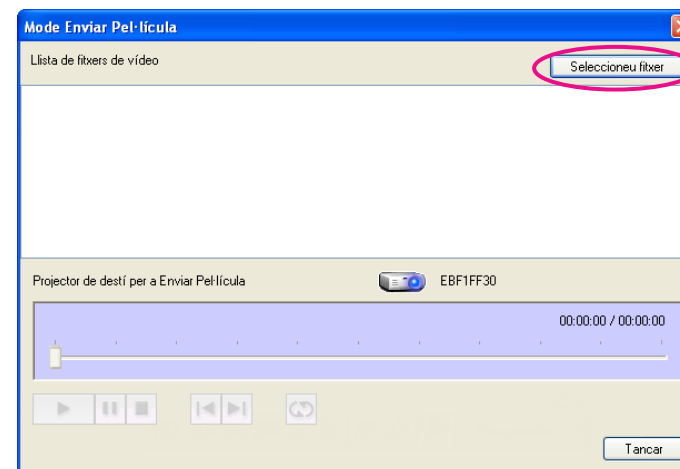 Mode Enviar Pel·lícula
Llista de fitxers de vídeo
Seleccioneu fitxer
Projector de destí per a Enviar Pel·lícula
EBF1FF30
00:00:00 / 00:00:00
Tancar